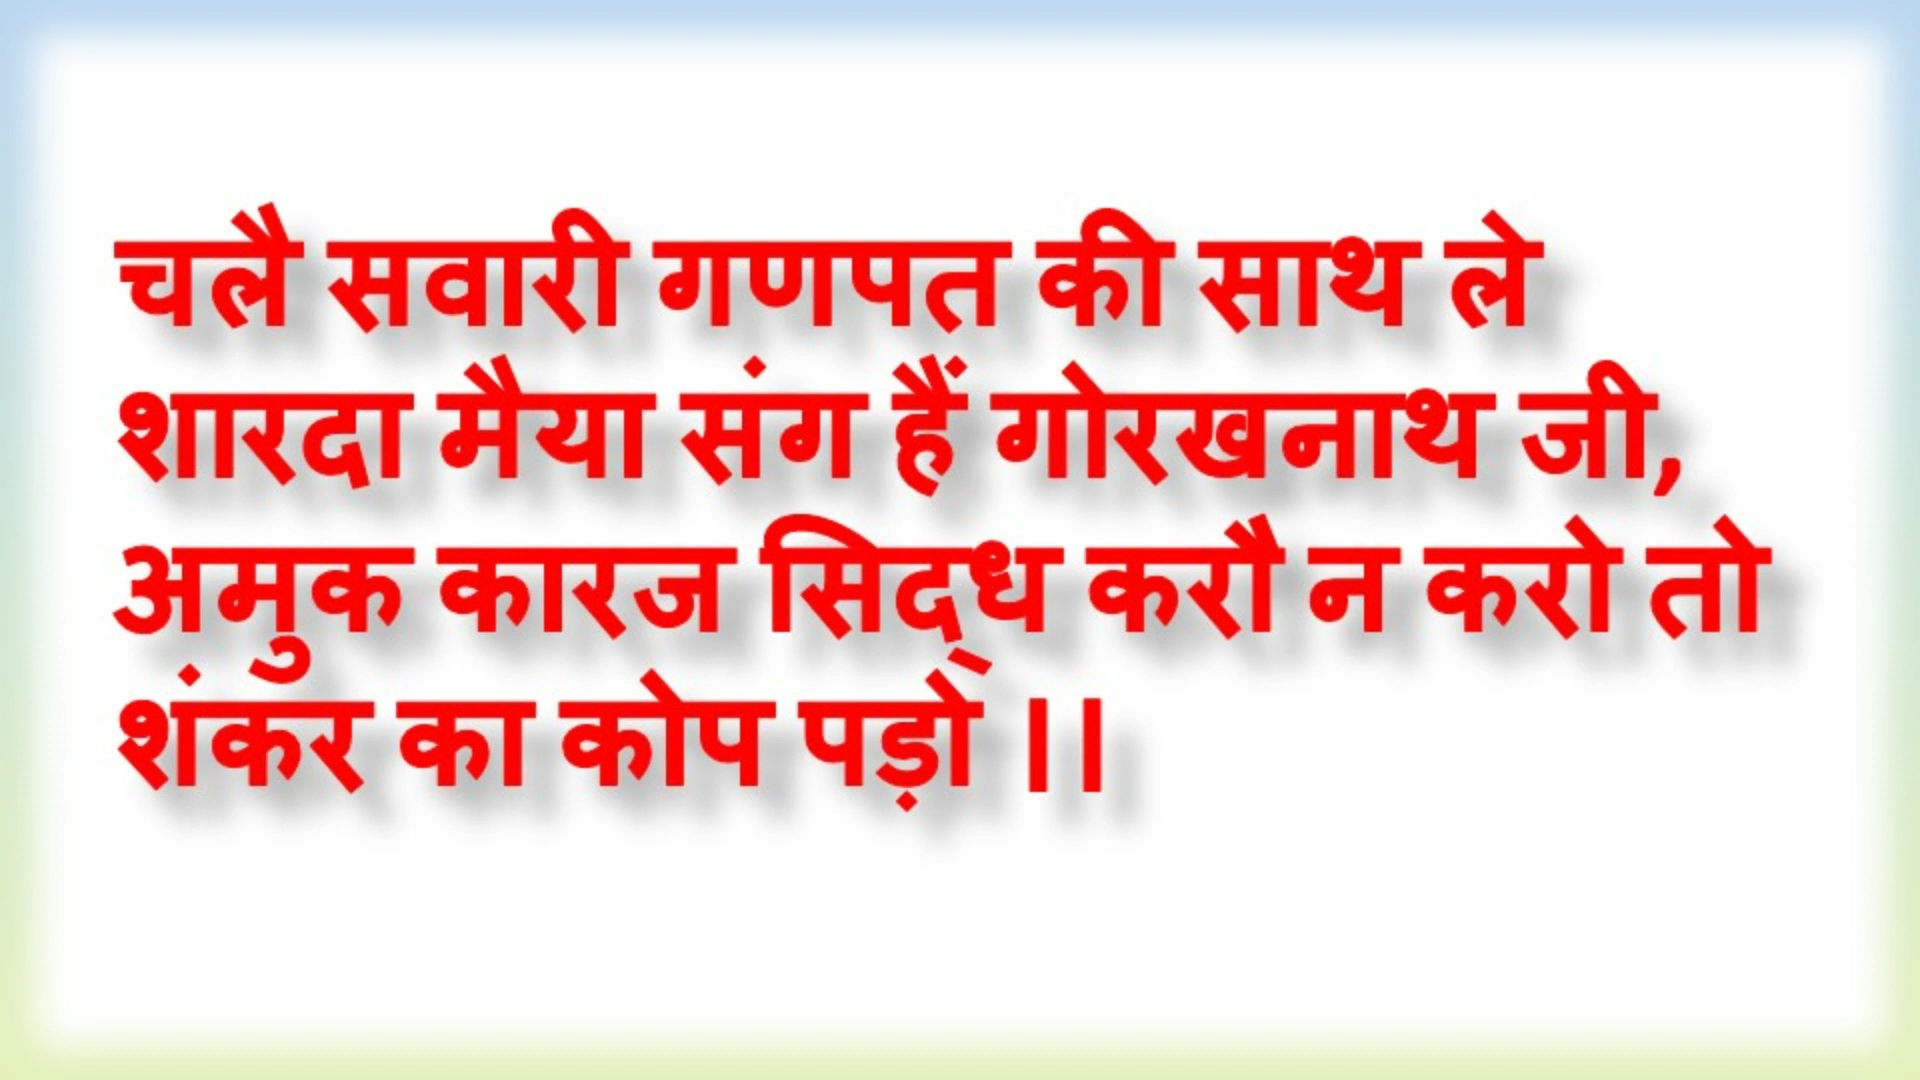 चलै सवारी गणपत की साथ ले
शारदा मैया संग हैं गोरखनाथ जी,
अमुक कारज सिद्ध करौ न करो तो
शंकर का कोप पड़ो ।।